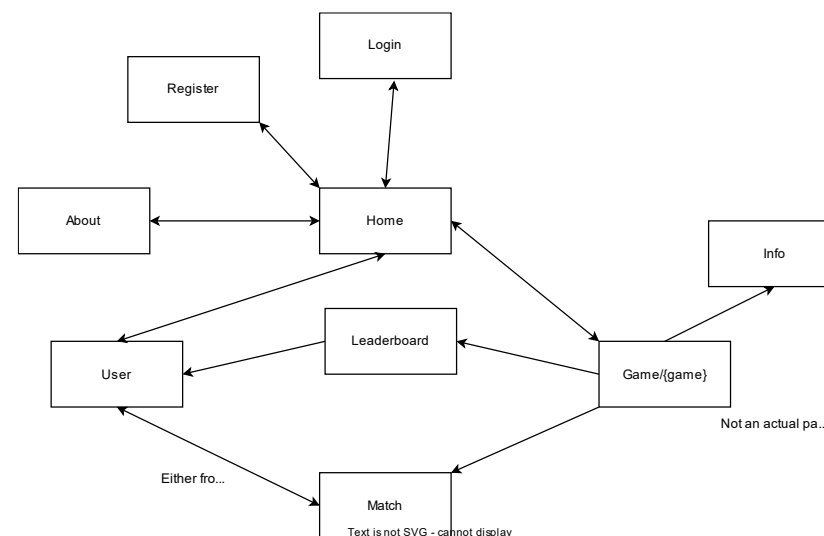 Login
Register
About
Home
Info
Leaderboard
User
Game/{game}
Not an actual pa...
Either fro...
Match
Text is not SVG - cannot display